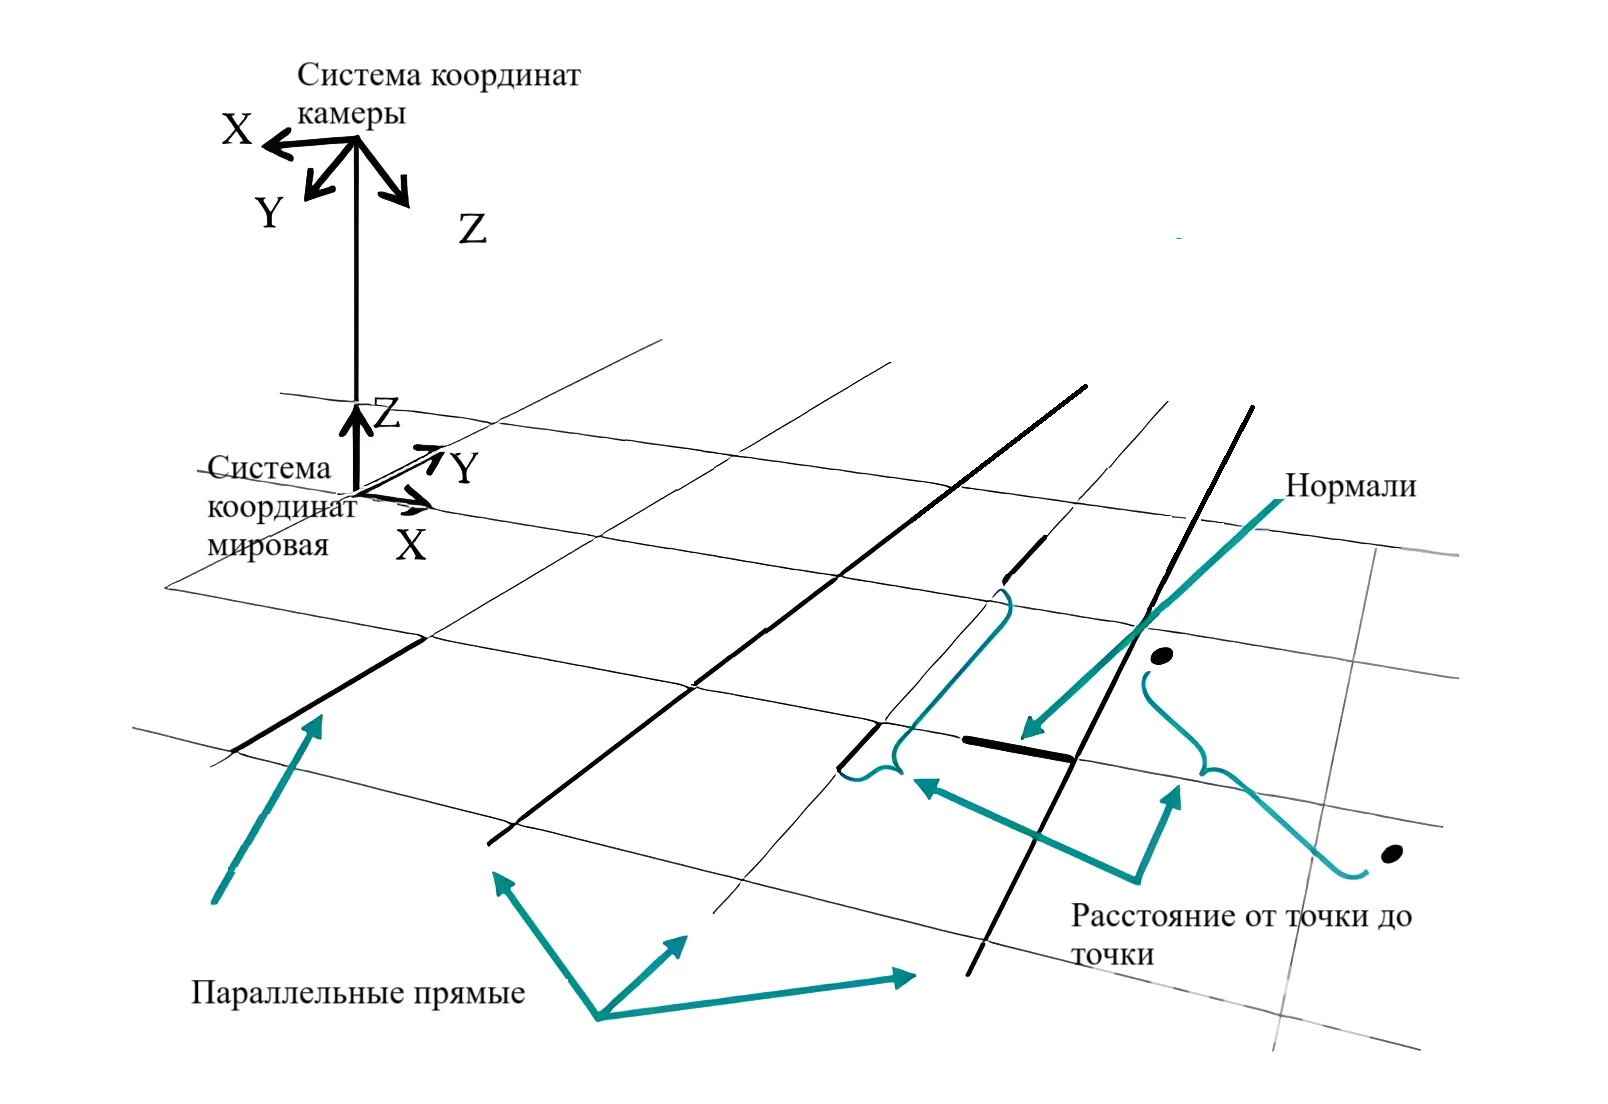 Система координат
камеры
X
Y
Z
Z
Система
координат
мировая
Y
X
Нормали
Расстояние от точки до
точки
Параллельные прямые